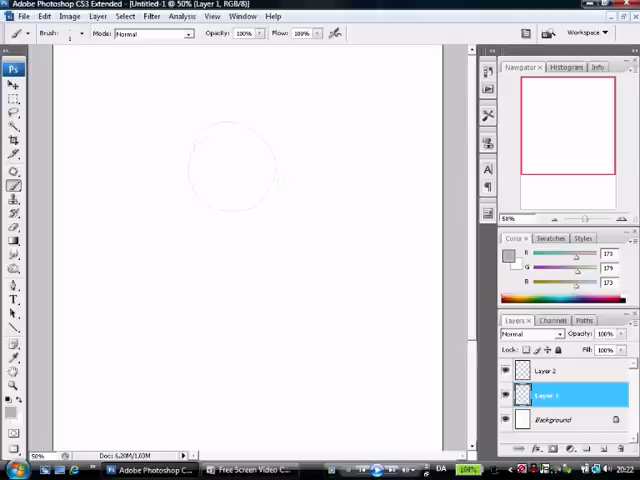 Adobe Photoshop CS3 Extended - [Untitled-1 @ 50% (Layer 1, RGB/8)]
File Edit Image Layer Select Filter Analysis View Window Help
Brush: Mode: Normal Opacity: 100% Flow: 100% Workspace
Ps
Navigator Histogram Info
50%
Color Swatches Styles
R 173
G 179
B 173
Layers Channels Paths
Normal Opacity: 100%
Lock: Fill: 100%
Layer 2
Layer 1
Background
50% Doc: 6,20M/1,03M
Adobe Photoshop C... Free Screen Video C... DA 100% 20:22